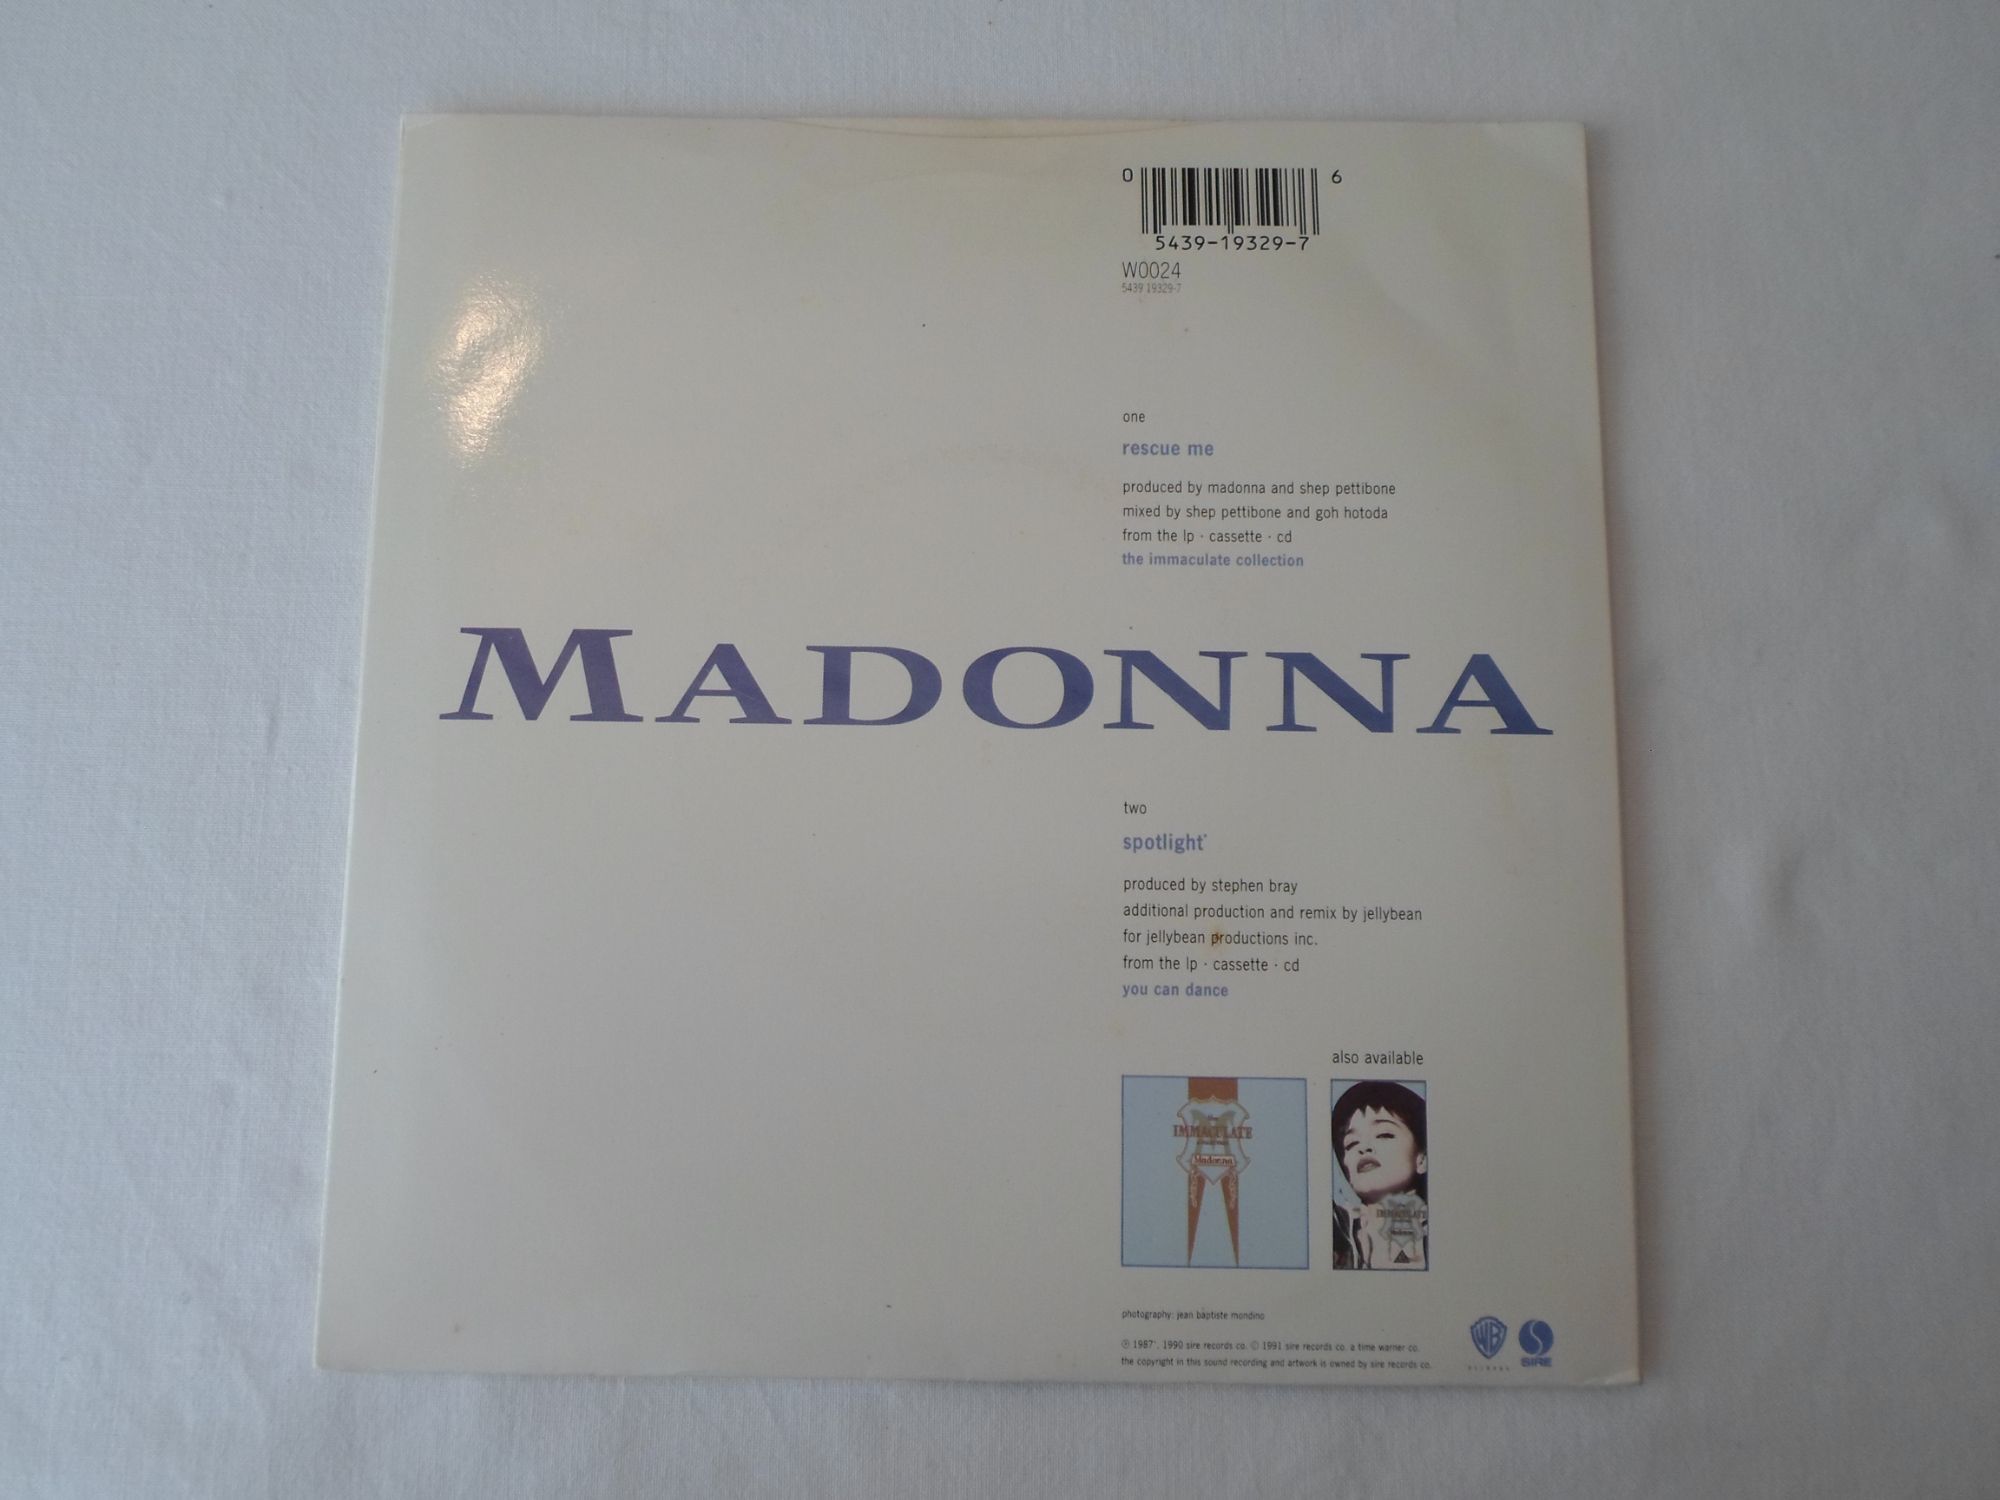 0 6
5439-19329-7
W0024
5439 19329-7
one
rescue me
produced by madonna and shep pettibone
mixed by shep pettibone and goh hotoda
from the lp · cassette · cd
the immaculate collection
MADONNA
two
spotlight*
produced by stephen bray
additional production and remix by jellybean
for jellybean productions inc.
from the lp · cassette · cd
you can dance
also available
IMMACULATE
Madonna
IMMACULATE
Madonna
photography: jean baptiste mondino
℗ 1987*, 1990 sire records co. © 1991 sire records co. a time warner co.
the copyright in this sound recording and artwork is owned by sire records co.
WB
SIRE